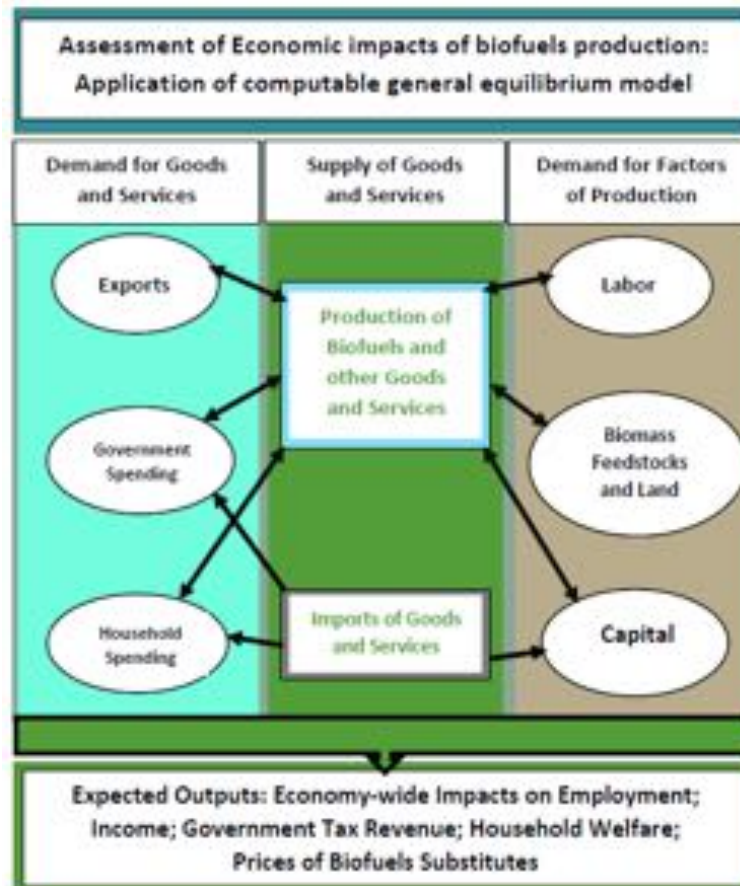 Assessment of Economic impacts of biofuels production:
Application of computable general equilibrium model
Demand for Goods
and Services
Supply of Goods
and Services
Demand for Factors
of Production
Exports
Production of
Biofuels and
other Goods
and Services
Labor
Government
Spending
Biomass
Feedstocks
and Land
Household
Spending
Imports of Goods
and Services
Capital
Expected Outputs: Economy-wide Impacts on Employment;
Income; Government Tax Revenue; Household Welfare;
Prices of Biofuels Substitutes